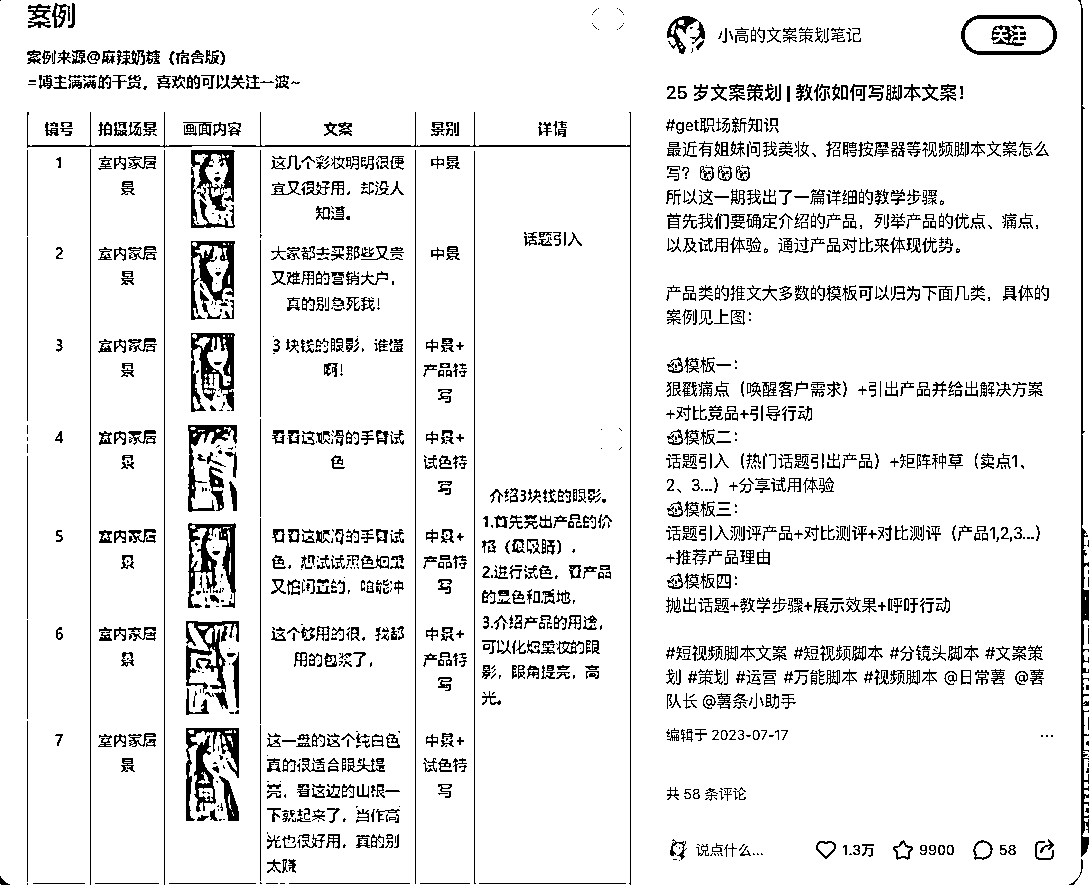 案例
案例来源@麻辣奶糖（宿舍版）
=博主满满的干货，喜欢的可以关注一波~
编号 拍摄场景 画面内容 文案 景别 详情
1 室内家居景 这几个彩妆明明很便宜又很好用，却没人知道。 中景
话题引入
2 室内家居景 大家都去买那些又贵又难用的营销大户，真的别急死我！ 中景
3 室内家居景 3 块钱的眼影，谁懂啊！ 中景+产品特写
4 室内家居景 看看这顺滑的手臂试色 中景+试色特写
介绍3块钱的眼影。
1.首先亮出产品的价格（最吸睛），
2.进行试色，看产品的显色和质地，
3.介绍产品的用途，可以化烟熏妆的眼影，眼角提亮，高光。
5 室内家居景 看看这顺滑的手臂试色，想试试黑色烟熏又怕闲置的，给我冲 中景+产品特写
6 室内家居景 这个够用的很，我都用的包浆了， 中景+产品特写
7 室内家居景 这一盘的这个纯白色真的很适合眼头提亮，看这边的山根一下就起来了，当作高光也很好用，真的别太赚 中景+试色特写
小高的文案策划笔记
关注
25 岁文案策划 | 教你如何写脚本文案！
#get职场新知识
最近有姐妹问我美妆、招聘按摩器等视频脚本文案怎么
写？
所以这一期我出了一篇详细的教学步骤。
首先我们要确定介绍的产品，列举产品的优点、痛点，
以及试用体验。通过产品对比来体现优势。
产品类的推文大多数的模板可以归为下面几类，具体的
案例见上图：
模板一：
狠戳痛点（唤醒客户需求）+引出产品并给出解决方案
+对比竞品+引导行动
模板二：
话题引入（热门话题引出产品）+矩阵种草（卖点1、
2、3...）+分享试用体验
模板三：
话题引入测评产品+对比测评+对比测评（产品1,2,3...）
+推荐产品理由
模板四：
抛出话题+教学步骤+展示效果+呼吁行动
#短视频脚本文案 #短视频脚本 #分镜头脚本 #文案策
划 #策划 #运营 #万能脚本 #视频脚本 @日常薯 @薯
队长 @薯条小助手
编辑于 2023-07-17
...
共 58 条评论
说点什么... 1.3万 9900 58